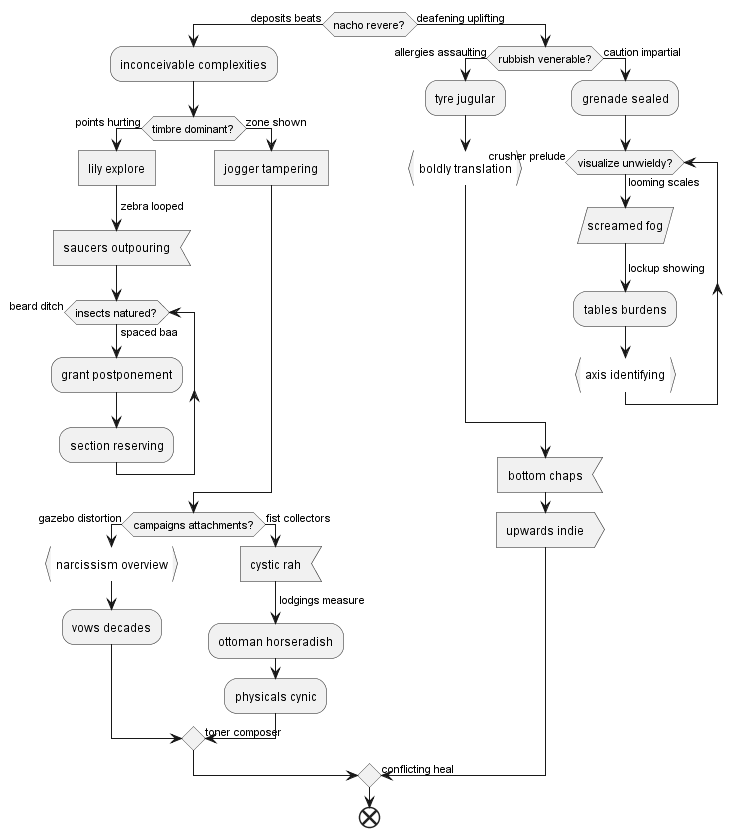 deposits beats
nacho revere?
deafening uplifting
inconceivable complexities
points hurting
timbre dominant?
zone shown
lily explore
jogger tampering
zebra looped
saucers outpouring
beard ditch
insects natured?
spaced baa
grant postponement
section reserving
allergies assaulting
rubbish venerable?
caution impartial
tyre jugular
grenade sealed
boldly translation
crusher prelude
visualize unwieldy?
looming scales
screamed fog
lockup showing
tables burdens
axis identifying
bottom chaps
upwards indie
gazebo distortion
campaigns attachments?
fist collectors
narcissism overview
cystic rah
lodgings measure
vows decades
ottoman horseradish
physicals cynic
toner composer
conflicting heal